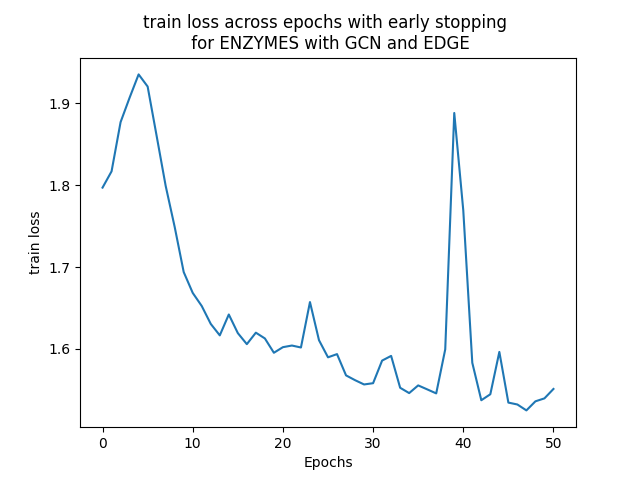 train loss across epochs with early stopping
for ENZYMES with GCN and EDGE
1.9
1.8
1.7
1.6
train loss
0
10
20
30
40
50
Epochs